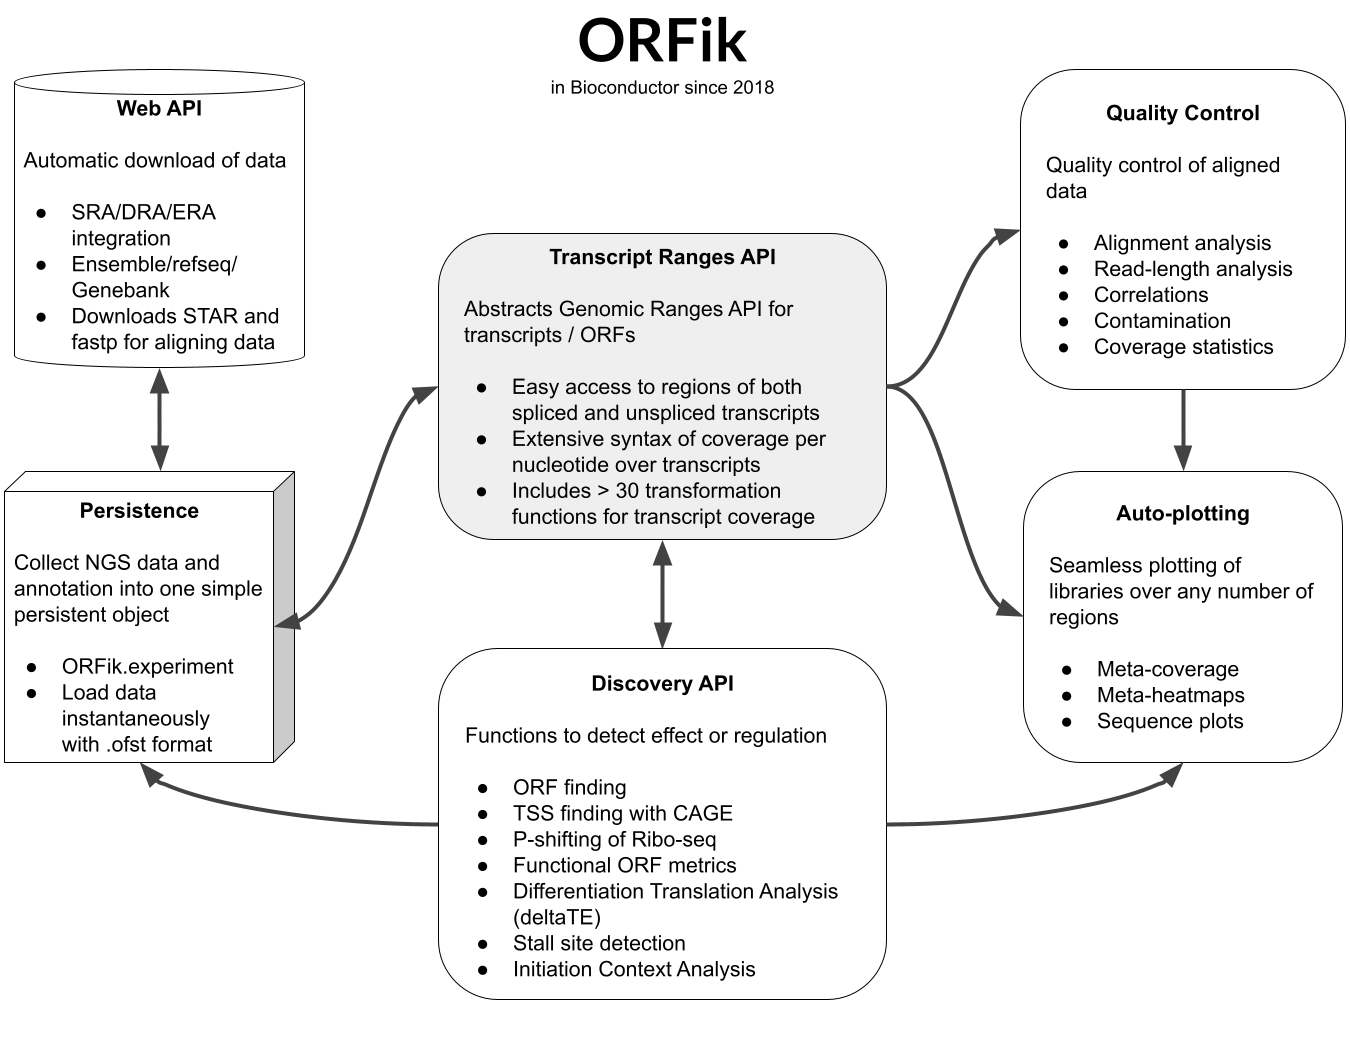 ORFik
in Bioconductor since 2018
Web API
Automatic download of data
● SRA/DRA/ERA
integration
● Ensemble/refseq/
Genebank
● Downloads STAR and
fastp for aligning data
Persistence
Collect NGS data and
annotation into one simple
persistent object
● ORFik.experiment
● Load data
instantaneously
with .ofst format
Transcript Ranges API
Abstracts Genomic Ranges API for
transcripts / ORFs
● Easy access to regions of both
spliced and unspliced transcripts
● Extensive syntax of coverage per
nucleotide over transcripts
● Includes > 30 transformation
functions for transcript coverage
Discovery API
Functions to detect effect or regulation
● ORF finding
● TSS finding with CAGE
● P-shifting of Ribo-seq
● Functional ORF metrics
● Differentiation Translation Analysis
(deltaTE)
● Stall site detection
● Initiation Context Analysis
Quality Control
Quality control of aligned
data
● Alignment analysis
● Read-length analysis
● Correlations
● Contamination
● Coverage statistics
Auto-plotting
Seamless plotting of
libraries over any number of
regions
● Meta-coverage
● Meta-heatmaps
● Sequence plots